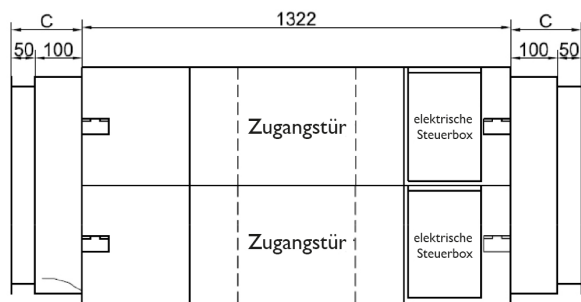 C 1322 C
50 100 100 50
Zugangstür
elektrische
Steuerbox
Zugangstür
elektrische
Steuerbox